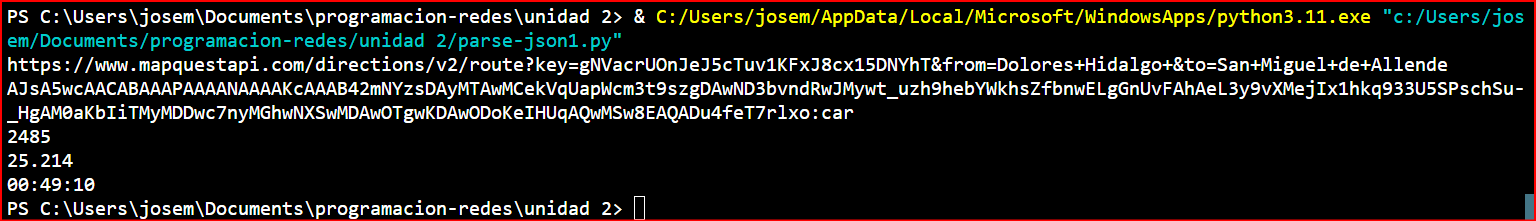 PS C:\Users\josem\Documents\programacion-redes\unidad 2> & C:/Users/josem/AppData/Local/Microsoft/WindowsApps/python3.11.exe "c:/Users/jos
em/Documents/programacion-redes/unidad 2/parse-json1.py"
https://www.mapquestapi.com/directions/v2/route?key=gNVacrUOnJeJ5cTuv1KFxJ8cx15DNYhT&from=Dolores+Hidalgo+&to=San+Miguel+de+Allende
AJsA5wcAACABAAAPAAAANAAAAKcAAAB42mNYzsDAyMTAwMCekVqUapWcm3t9szgDAwND3bvndRwJMywt_uzh9hebYWkhsZfbnwELgGnUvFAhAeL3y9vXMejIx1hkq933U5SPschSu-
_HgAM0aKbIiTMyMDDwc7nyMGhwNXSwMDAwOTgwKDAwODoKeIHUqAQwMSw8EAQADu4feT7rlxo:car
2485
25.214
00:49:10
PS C:\Users\josem\Documents\programacion-redes\unidad 2>